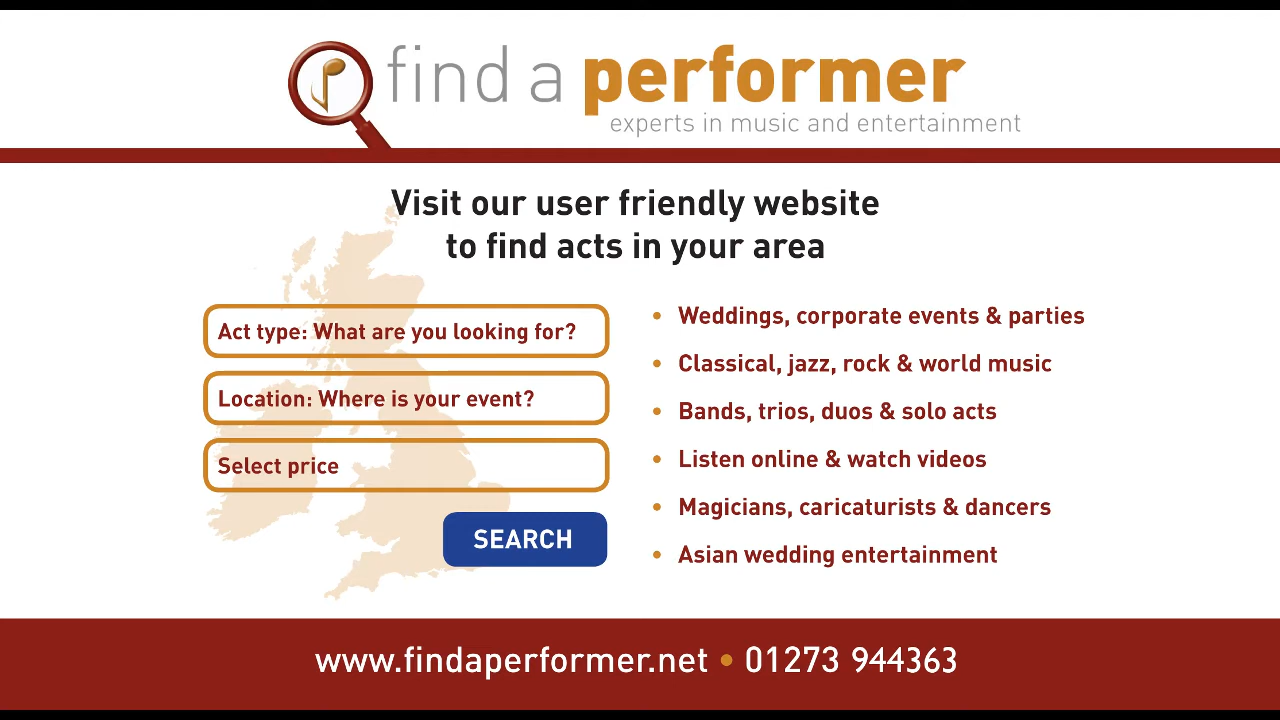 find a performer
experts in music and entertainment
Visit our user friendly website
to find acts in your area
Act type: What are you looking for?
Location: Where is your event?
Select price
SEARCH
• Weddings, corporate events & parties
• Classical, jazz, rock & world music
• Bands, trios, duos & solo acts
• Listen online & watch videos
• Magicians, caricaturists & dancers
• Asian wedding entertainment
www.findaperformer.net • 01273 944363